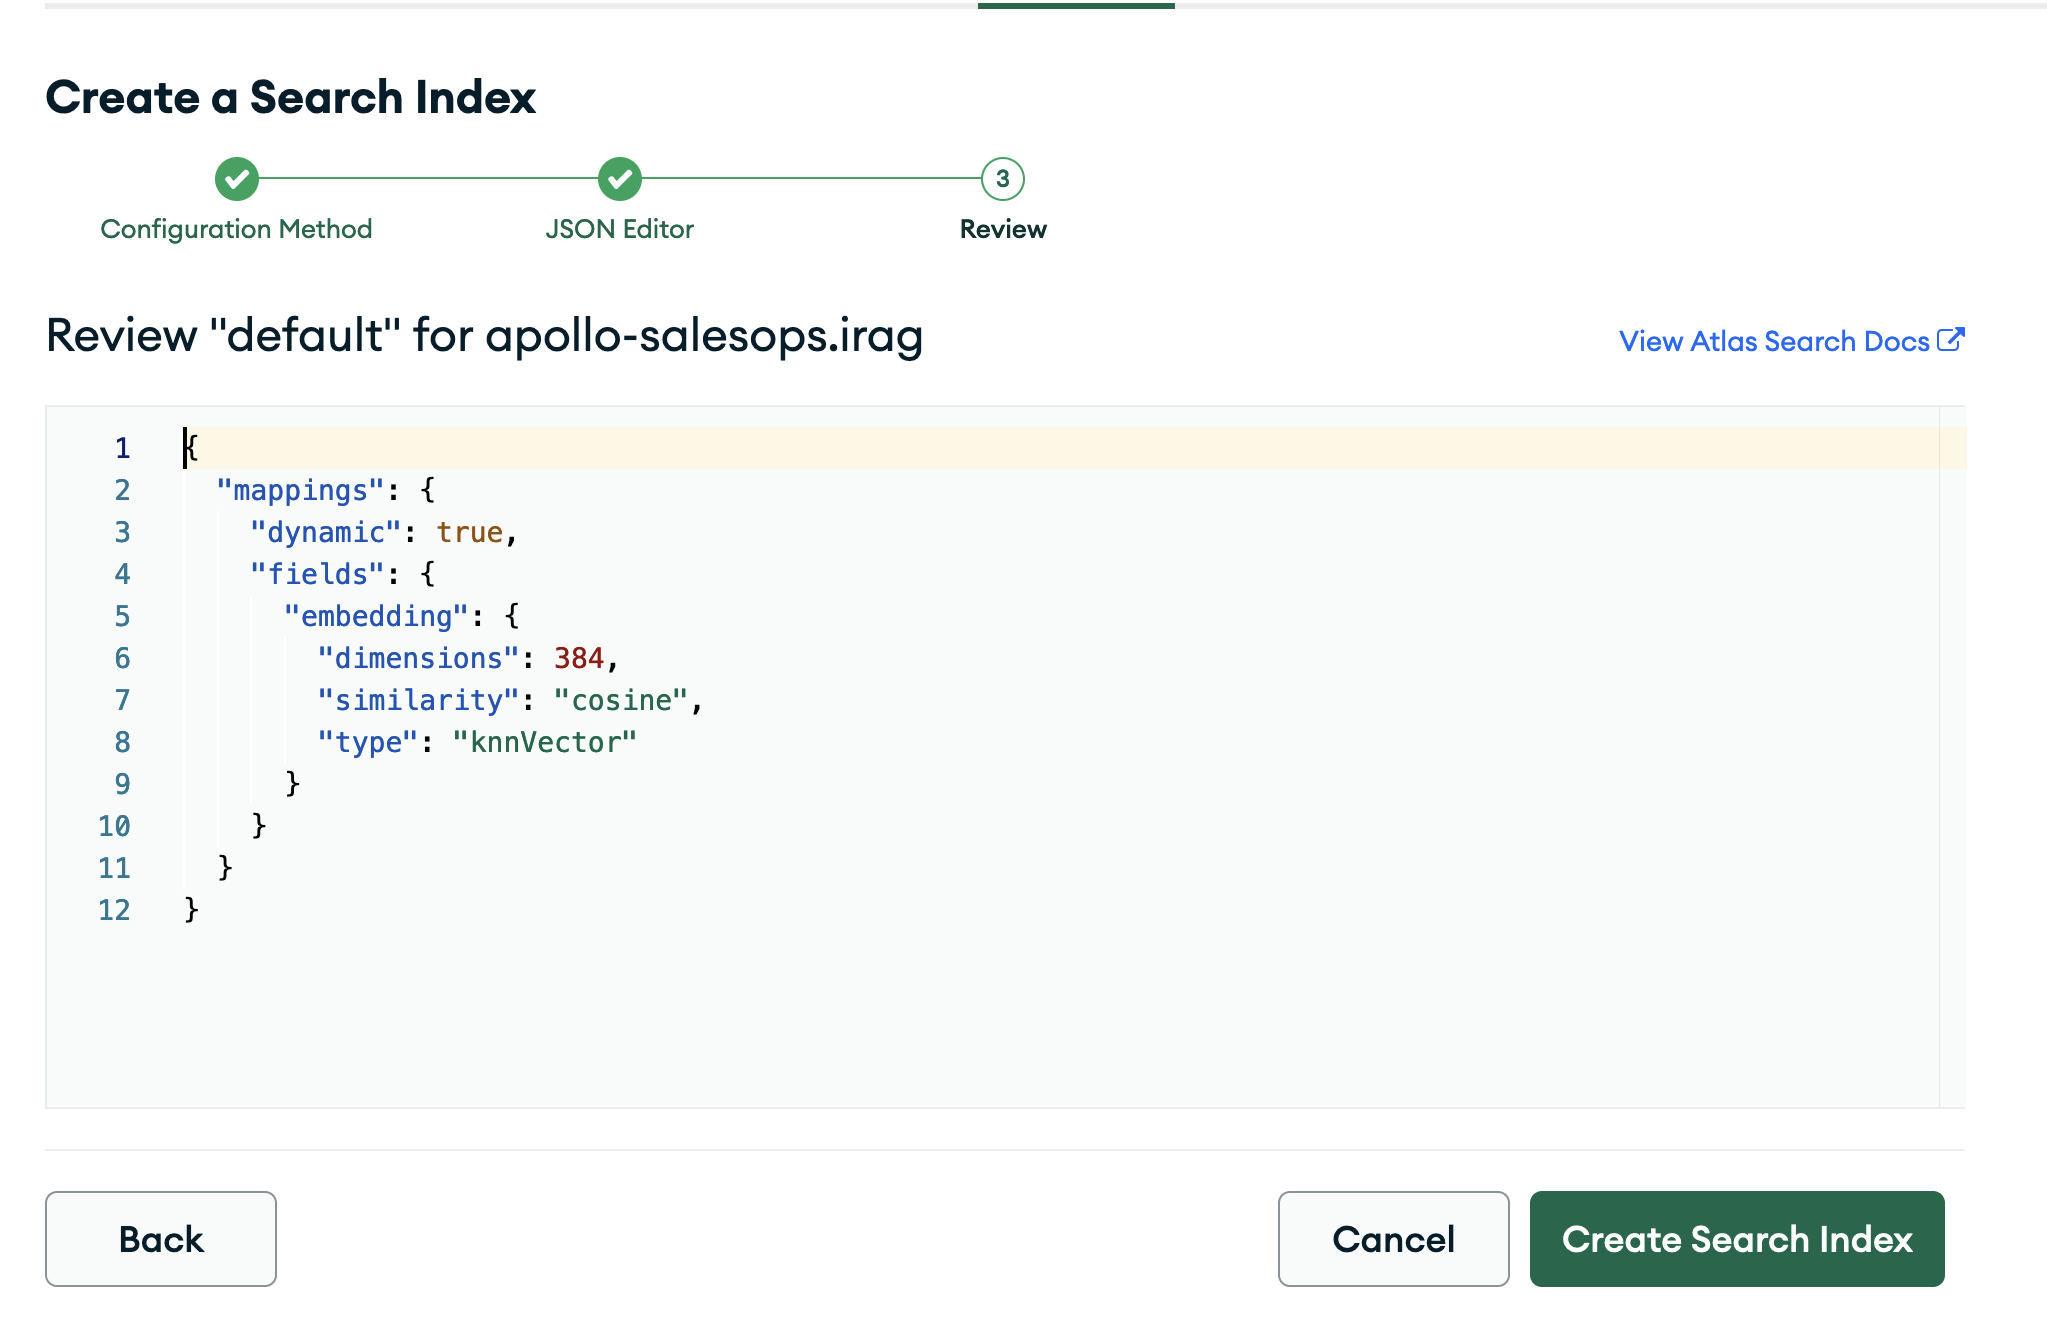 Create a Search Index
3
Configuration Method JSON Editor Review
Review "default" for apollo-salesops.irag
View Atlas Search Docs
1 {
2 "mappings": {
3 "dynamic": true,
4 "fields": {
5 "embedding": {
6 "dimensions": 384,
7 "similarity": "cosine",
8 "type": "knnVector"
9 }
10 }
11 }
12 }
Back Cancel Create Search Index